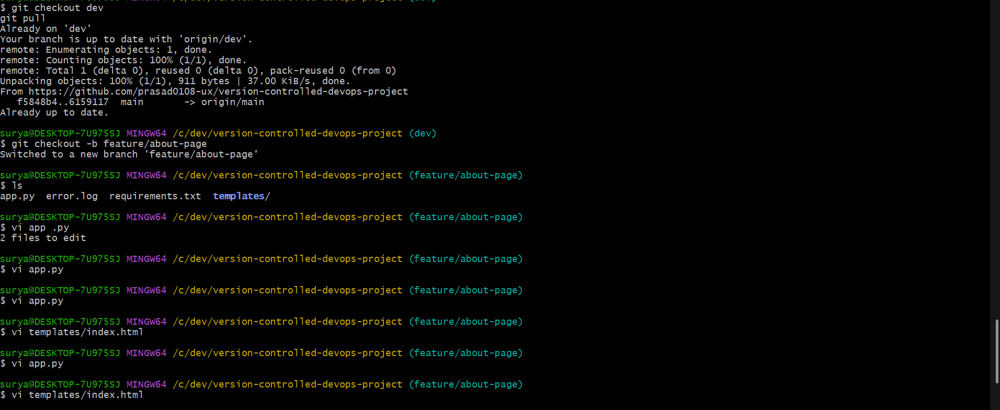 $ git checkout dev
git pull
Already on 'dev'
Your branch is up to date with 'origin/dev'.
remote: Enumerating objects: 1, done.
remote: Counting objects: 100% (1/1), done.
remote: Total 1 (delta 0), reused 0 (delta 0), pack-reused 0 (from 0)
Unpacking objects: 100% (1/1), 911 bytes | 37.00 KiB/s, done.
From https://github.com/prasad0108-ux/version-controlled-devops-project
   f5848b4..6159117  main       -> origin/main
Already up to date.
surya@DESKTOP-7U975SJ MINGW64 /c/dev/version-controlled-devops-project (dev)
$ git checkout -b feature/about-page
Switched to a new branch 'feature/about-page'
surya@DESKTOP-7U975SJ MINGW64 /c/dev/version-controlled-devops-project (feature/about-page)
$ ls
app.py  error.log  requirements.txt  templates/
surya@DESKTOP-7U975SJ MINGW64 /c/dev/version-controlled-devops-project (feature/about-page)
$ vi app .py
2 files to edit
surya@DESKTOP-7U975SJ MINGW64 /c/dev/version-controlled-devops-project (feature/about-page)
$ vi app.py
surya@DESKTOP-7U975SJ MINGW64 /c/dev/version-controlled-devops-project (feature/about-page)
$ vi app.py
surya@DESKTOP-7U975SJ MINGW64 /c/dev/version-controlled-devops-project (feature/about-page)
$ vi templates/index.html
surya@DESKTOP-7U975SJ MINGW64 /c/dev/version-controlled-devops-project (feature/about-page)
$ vi app.py
surya@DESKTOP-7U975SJ MINGW64 /c/dev/version-controlled-devops-project (feature/about-page)
$ vi templates/index.html